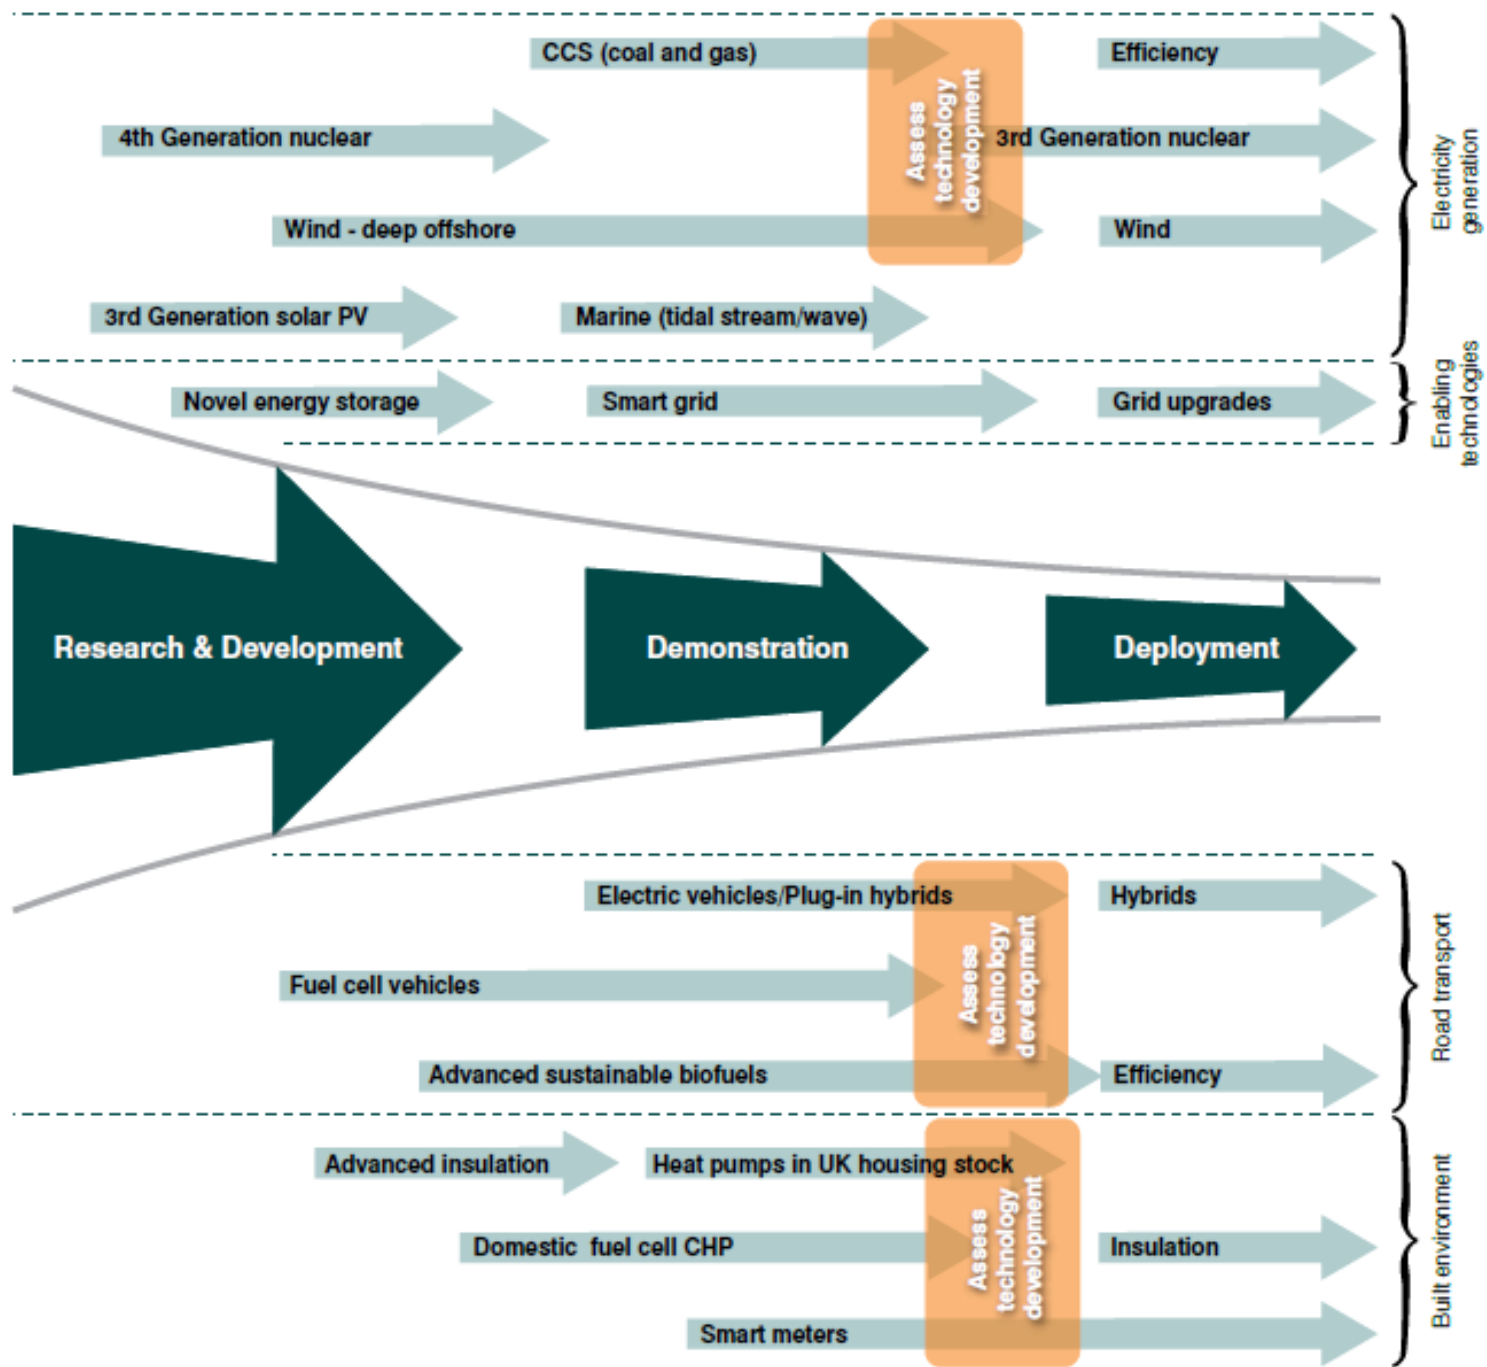 CCS (coal and gas)
Efficiency
4th Generation nuclear
Assess
technology
development
3rd Generation nuclear
Electricity
generation
Wind - deep offshore
Wind
3rd Generation solar PV
Marine (tidal stream/wave)
Novel energy storage
Smart grid
Grid upgrades
Enabling
technologies
Research & Development
Demonstration
Deployment
Electric vehicles/Plug-in hybrids
Hybrids
Fuel cell vehicles
Assess
technology
development
Road transport
Advanced sustainable biofuels
Efficiency
Advanced insulation
Heat pumps in UK housing stock
Domestic fuel cell CHP
Assess
technology
development
Insulation
Built environment
Smart meters